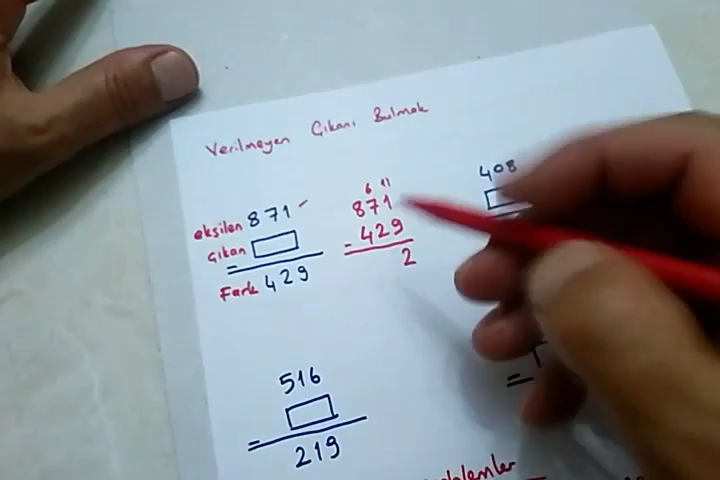 Verilmeyen Çıkanı Bulmak
eksilen 871
çıkan
= 
Fark 429
6 11
871
429
=
2
408
516
=
219
=